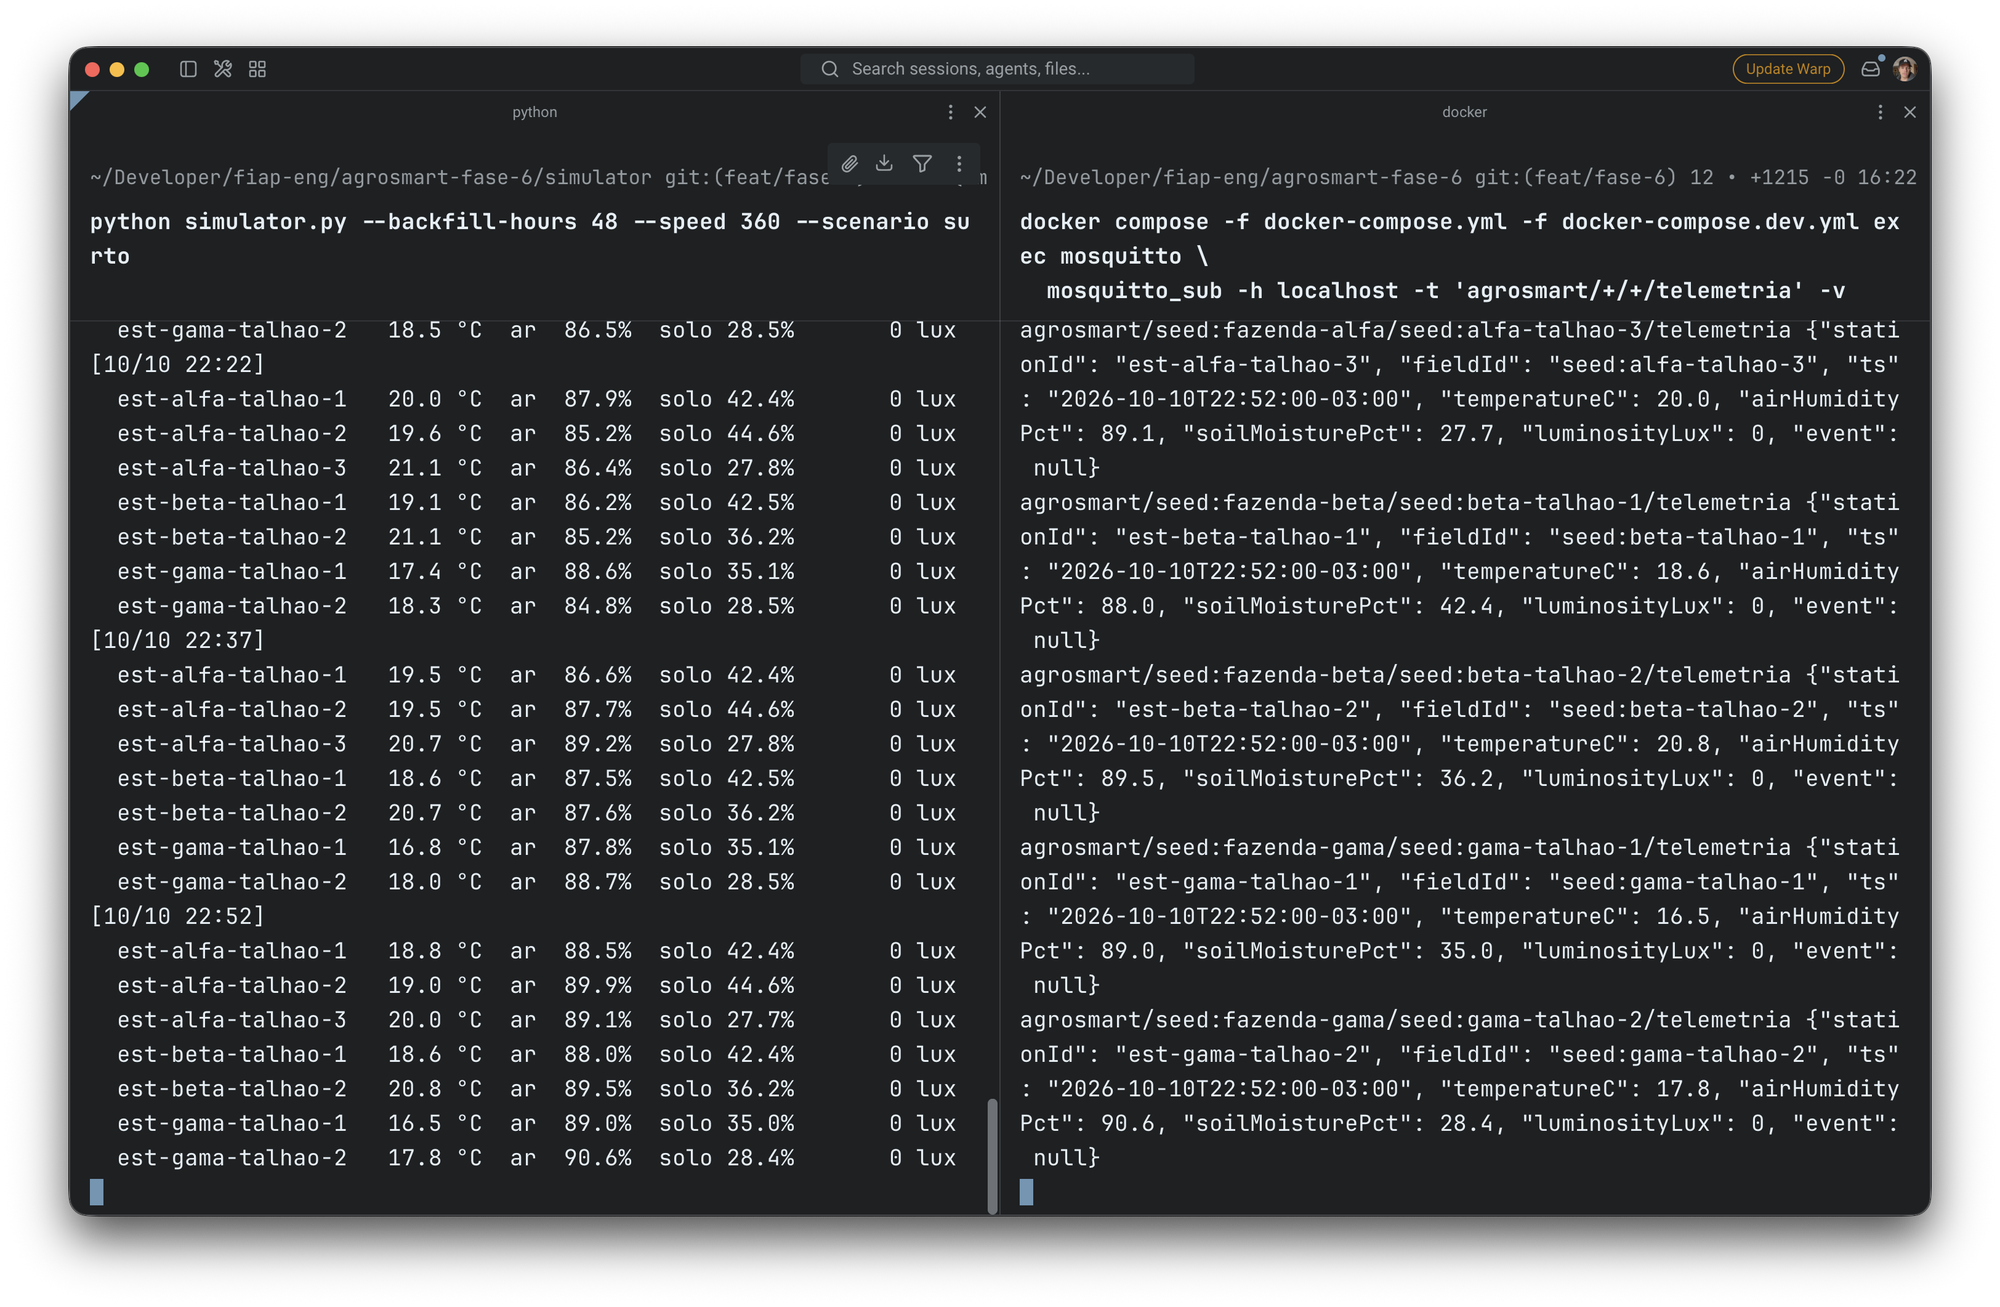 Search sessions, agents, files...
Update Warp
python
~/Developer/fiap-eng/agrosmart-fase-6/simulator git:(feat/fase
python simulator.py --backfill-hours 48 --speed 360 --scenario su
rto
  est-gama-talhao-2   18.5 °C  ar  86.5%  solo 28.5%       0 lux
[10/10 22:22]
  est-alfa-talhao-1   20.0 °C  ar  87.9%  solo 42.4%       0 lux
  est-alfa-talhao-2   19.6 °C  ar  85.2%  solo 44.6%       0 lux
  est-alfa-talhao-3   21.1 °C  ar  86.4%  solo 27.8%       0 lux
  est-beta-talhao-1   19.1 °C  ar  86.2%  solo 42.5%       0 lux
  est-beta-talhao-2   21.1 °C  ar  85.2%  solo 36.2%       0 lux
  est-gama-talhao-1   17.4 °C  ar  88.6%  solo 35.1%       0 lux
  est-gama-talhao-2   18.3 °C  ar  84.8%  solo 28.5%       0 lux
[10/10 22:37]
  est-alfa-talhao-1   19.5 °C  ar  86.6%  solo 42.4%       0 lux
  est-alfa-talhao-2   19.5 °C  ar  87.7%  solo 44.6%       0 lux
  est-alfa-talhao-3   20.7 °C  ar  89.2%  solo 27.8%       0 lux
  est-beta-talhao-1   18.6 °C  ar  87.5%  solo 42.5%       0 lux
  est-beta-talhao-2   20.7 °C  ar  87.6%  solo 36.2%       0 lux
  est-gama-talhao-1   16.8 °C  ar  87.8%  solo 35.1%       0 lux
  est-gama-talhao-2   18.0 °C  ar  88.7%  solo 28.5%       0 lux
[10/10 22:52]
  est-alfa-talhao-1   18.8 °C  ar  88.5%  solo 42.4%       0 lux
  est-alfa-talhao-2   19.0 °C  ar  89.9%  solo 44.6%       0 lux
  est-alfa-talhao-3   20.0 °C  ar  89.1%  solo 27.7%       0 lux
  est-beta-talhao-1   18.6 °C  ar  88.0%  solo 42.4%       0 lux
  est-beta-talhao-2   20.8 °C  ar  89.5%  solo 36.2%       0 lux
  est-gama-talhao-1   16.5 °C  ar  89.0%  solo 35.0%       0 lux
  est-gama-talhao-2   17.8 °C  ar  90.6%  solo 28.4%       0 lux
docker
~/Developer/fiap-eng/agrosmart-fase-6 git:(feat/fase-6) 12 • +1215 -0 16:22
docker compose -f docker-compose.yml -f docker-compose.dev.yml ex
ec mosquitto \
  mosquitto_sub -h localhost -t 'agrosmart/+/+/telemetria' -v
agrosmart/seed:fazenda-alfa/seed:alfa-talhao-3/telemetria {"stati
onId": "est-alfa-talhao-3", "fieldId": "seed:alfa-talhao-3", "ts"
: "2026-10-10T22:52:00-03:00", "temperatureC": 20.0, "airHumidity
Pct": 89.1, "soilMoisturePct": 27.7, "luminosityLux": 0, "event":
 null}
agrosmart/seed:fazenda-beta/seed:beta-talhao-1/telemetria {"stati
onId": "est-beta-talhao-1", "fieldId": "seed:beta-talhao-1", "ts"
: "2026-10-10T22:52:00-03:00", "temperatureC": 18.6, "airHumidity
Pct": 88.0, "soilMoisturePct": 42.4, "luminosityLux": 0, "event":
 null}
agrosmart/seed:fazenda-beta/seed:beta-talhao-2/telemetria {"stati
onId": "est-beta-talhao-2", "fieldId": "seed:beta-talhao-2", "ts"
: "2026-10-10T22:52:00-03:00", "temperatureC": 20.8, "airHumidity
Pct": 89.5, "soilMoisturePct": 36.2, "luminosityLux": 0, "event":
 null}
agrosmart/seed:fazenda-gama/seed:gama-talhao-1/telemetria {"stati
onId": "est-gama-talhao-1", "fieldId": "seed:gama-talhao-1", "ts"
: "2026-10-10T22:52:00-03:00", "temperatureC": 16.5, "airHumidity
Pct": 89.0, "soilMoisturePct": 35.0, "luminosityLux": 0, "event":
 null}
agrosmart/seed:fazenda-gama/seed:gama-talhao-2/telemetria {"stati
onId": "est-gama-talhao-2", "fieldId": "seed:gama-talhao-2", "ts"
: "2026-10-10T22:52:00-03:00", "temperatureC": 17.8, "airHumidity
Pct": 90.6, "soilMoisturePct": 28.4, "luminosityLux": 0, "event":
 null}